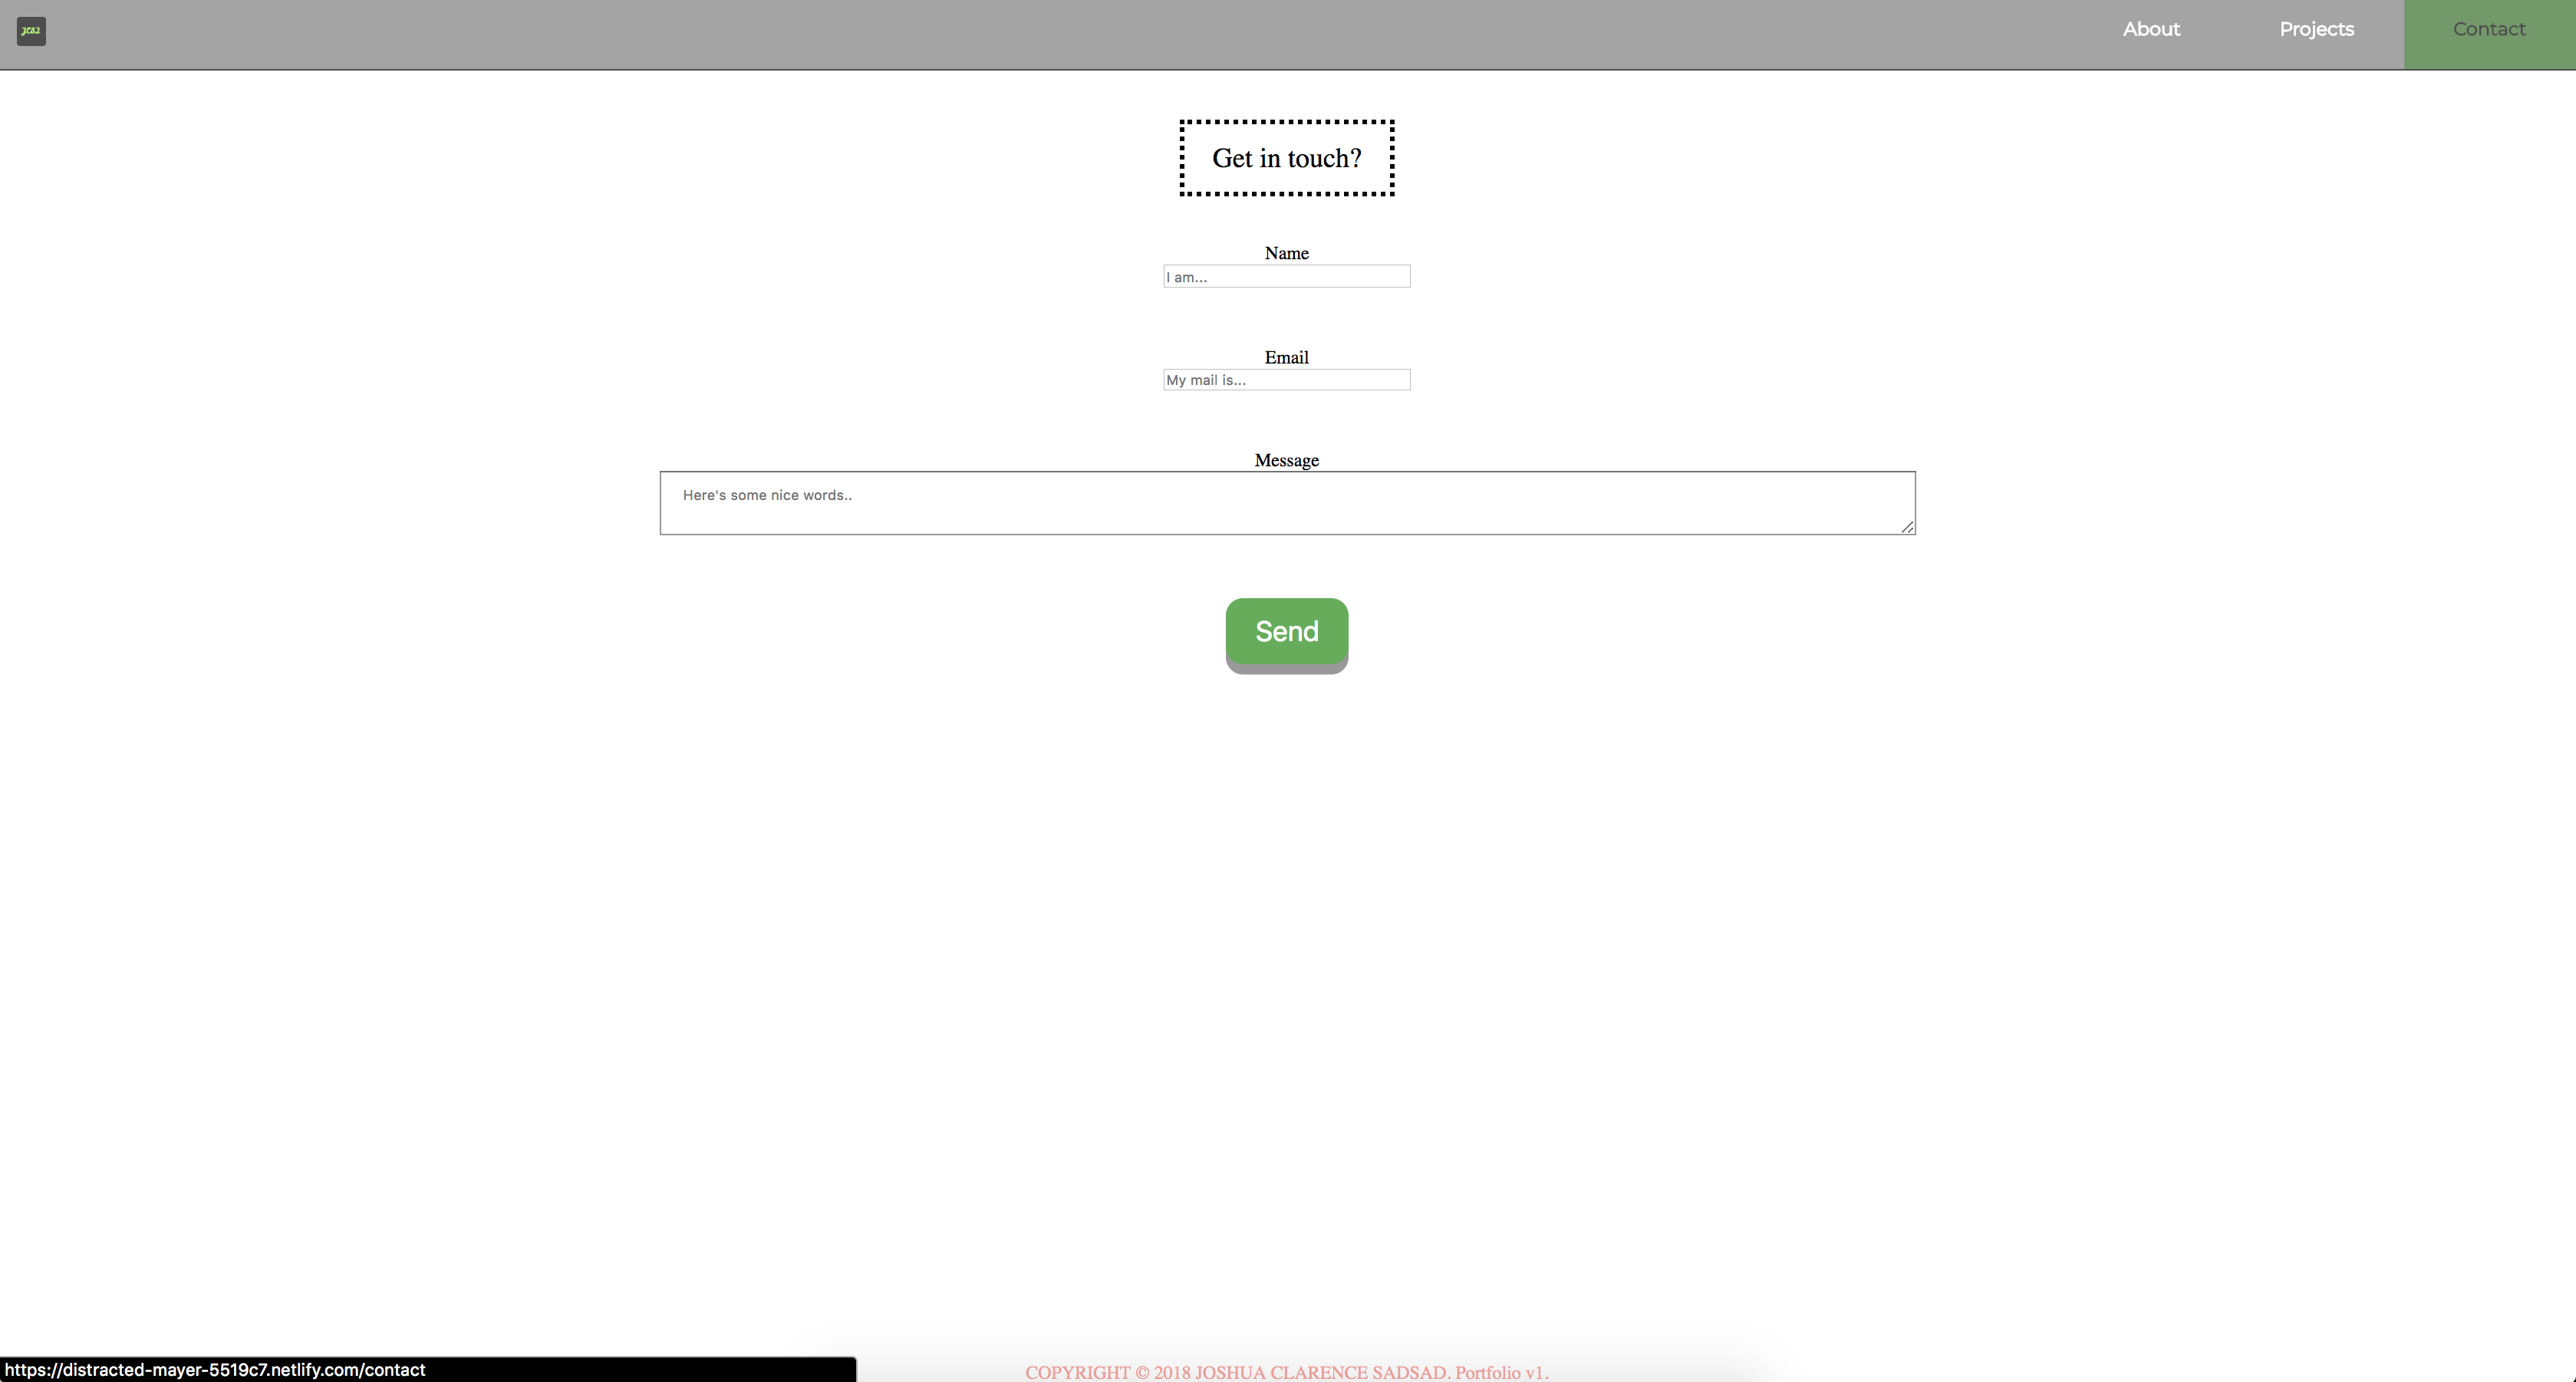 JCS2
About
Projects
Contact
Get in touch?
Name
I am...
Email
My mail is...
Message
Here's some nice words..
Send
https://distracted-mayer-5519c7.netlify.com/contact
COPYRIGHT © 2018 JOSHUA CLARENCE SADSAD. Portfolio v1.